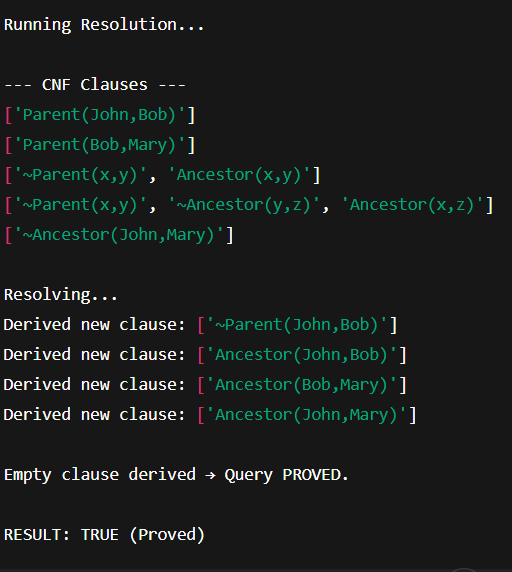 Running Resolution...
--- CNF Clauses ---
['Parent(John,Bob)']
['Parent(Bob,Mary)']
['~Parent(x,y)', 'Ancestor(x,y)']
['~Parent(x,y)', '~Ancestor(y,z)', 'Ancestor(x,z)']
['~Ancestor(John,Mary)']
Resolving...
Derived new clause: ['~Parent(John,Bob)']
Derived new clause: ['Ancestor(John,Bob)']
Derived new clause: ['Ancestor(Bob,Mary)']
Derived new clause: ['Ancestor(John,Mary)']
Empty clause derived → Query PROVED.
RESULT: TRUE (Proved)